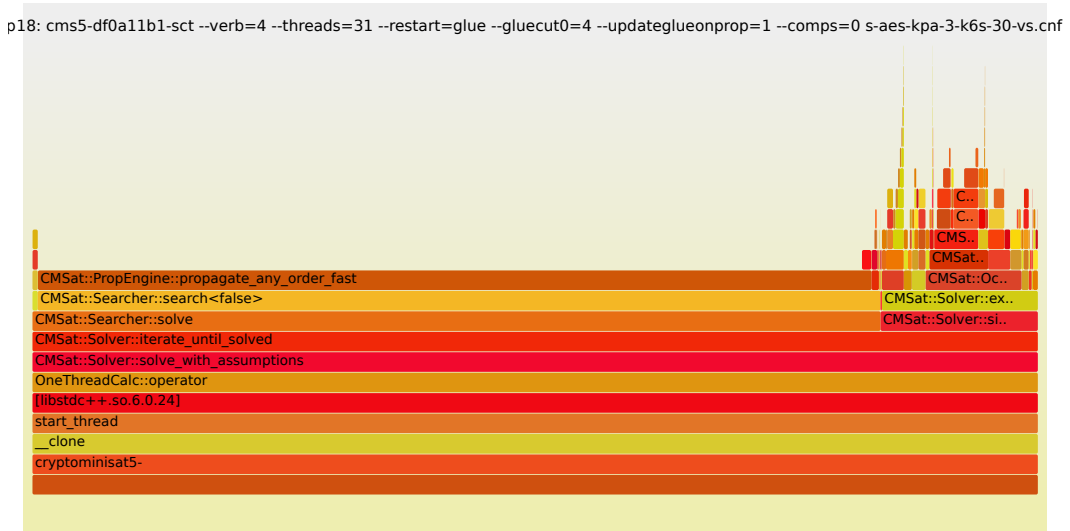 p18: cms5-df0a11b1-sct --verb=4 --threads=31 --restart=glue --gluecut0=4 --updateglueonprop=1 --comps=0 s-aes-kpa-3-k6s-30-vs.cnf
C..
C..
CMS..
CMSat..
CMSat::PropEngine::propagate_any_order_fast CMSat::Oc..
CMSat::Searcher::search<false> CMSat::Solver::ex..
CMSat::Searcher::solve CMSat::Solver::si..
CMSat::Solver::iterate_until_solved
CMSat::Solver::solve_with_assumptions
OneThreadCalc::operator
[libstdc++.so.6.0.24]
start_thread
__clone
cryptominisat5-